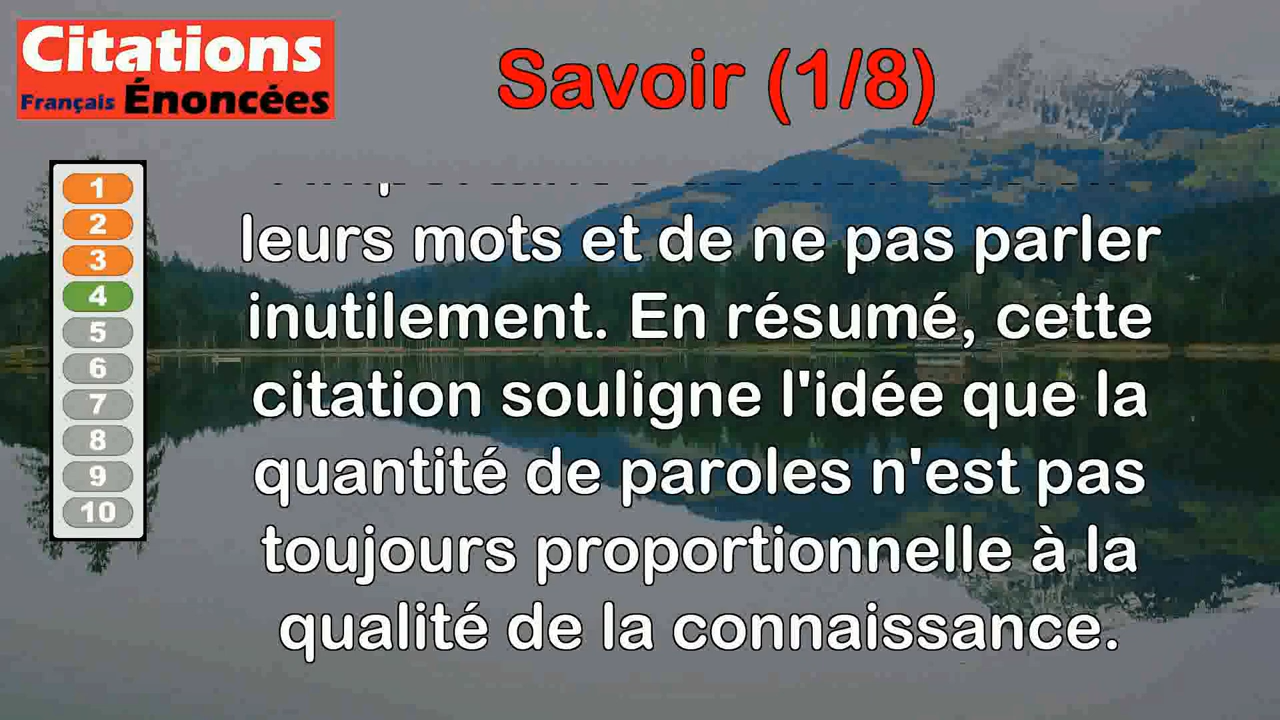 Citations
Français Énoncées
Savoir (1/8)
1
2
3
4
5
6
7
8
9
10
leurs mots et de ne pas parler
inutilement. En résumé, cette
citation souligne l'idée que la
quantité de paroles n'est pas
toujours proportionnelle à la
qualité de la connaissance.